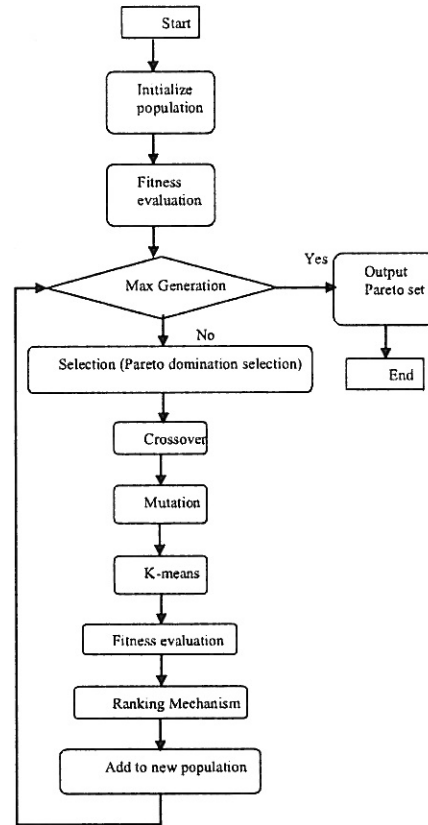 Start
Initialize
population
Fitness
evaluation
Max Generation
Yes
Output
Pareto set
End
No
Selection (Pareto domination selection)
Crossover
Mutation
K-means
Fitness evaluation
Ranking Mechanism
Add to new population